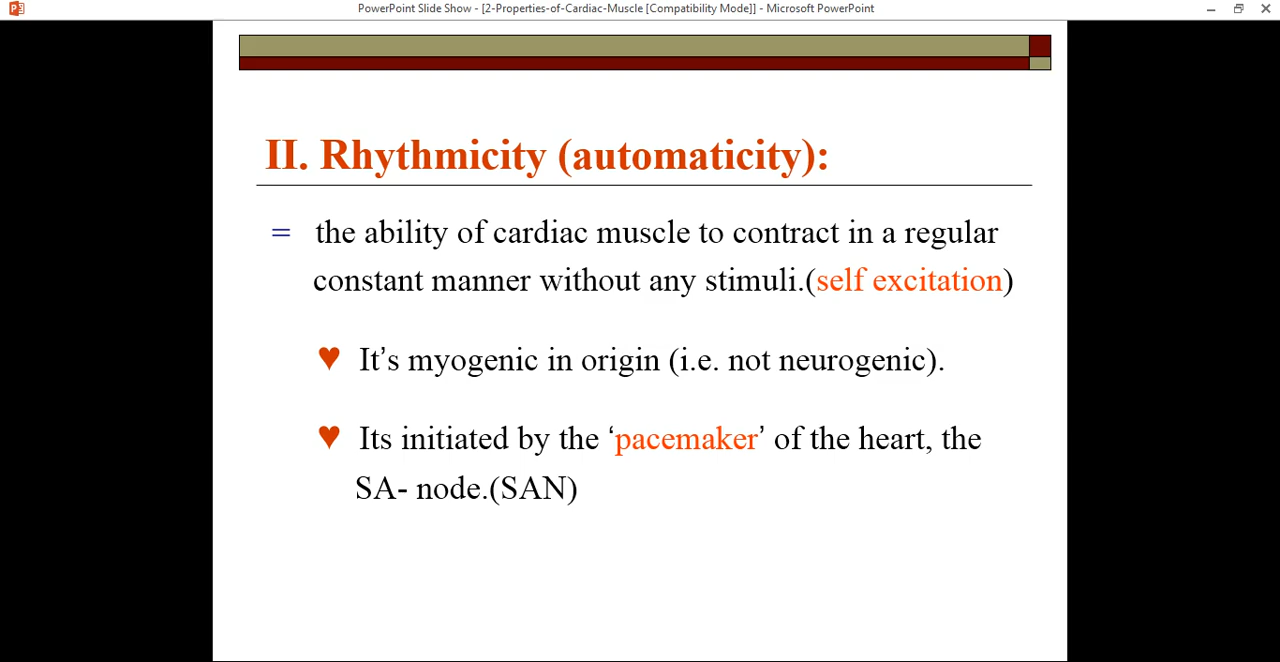 PowerPoint Slide Show - [2-Properties-of-Cardiac-Muscle [Compatibility Mode]] - Microsoft PowerPoint
II. Rhythmicity (automaticity):
= the ability of cardiac muscle to contract in a regular
constant manner without any stimuli.(self excitation)
♥ It’s myogenic in origin (i.e. not neurogenic).
♥ Its initiated by the ‘pacemaker’ of the heart, the
SA- node.(SAN)